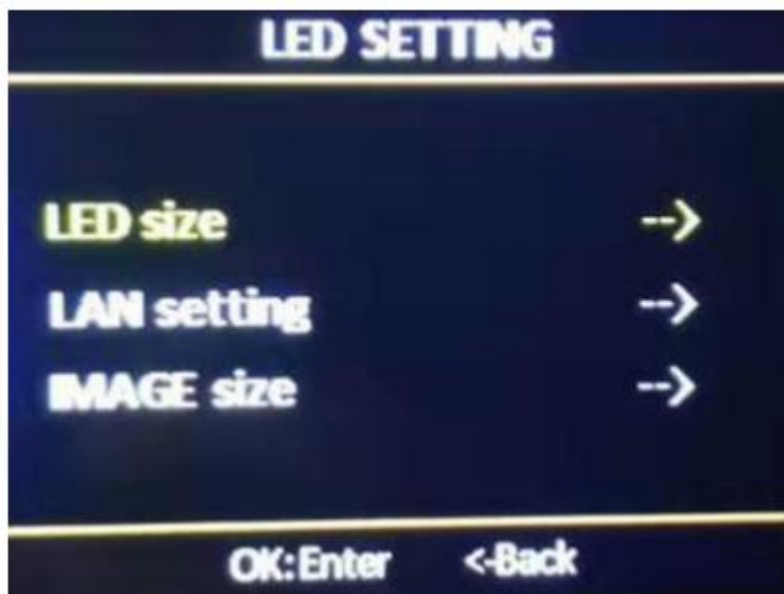 LED SETTING
LED size -->
LAN setting -->
IMAGE size -->
OK:Enter <-Back